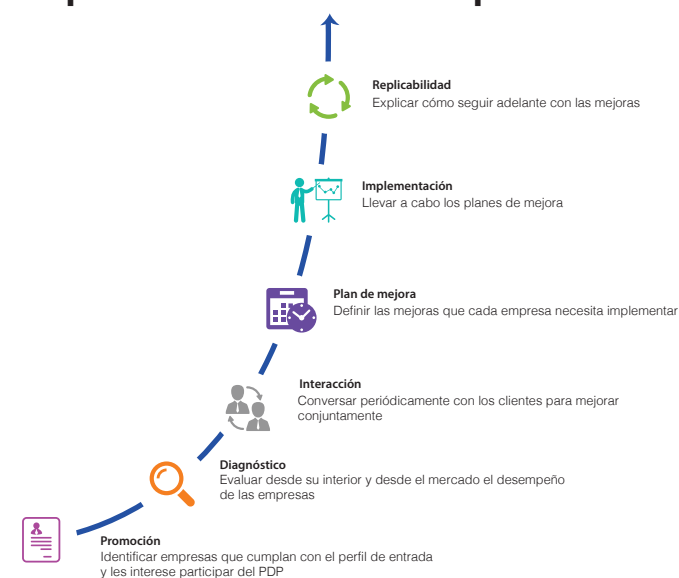 Replicabilidad
Explicar cómo seguir adelante con las mejoras
Implementación
Llevar a cabo los planes de mejora
Plan de mejora
Definir las mejoras que cada empresa necesita implementar
Interacción
Conversar periódicamente con los clientes para mejorar
conjuntamente
Diagnóstico
Evaluar desde su interior y desde el mercado el desempeño
de las empresas
Promoción
Identificar empresas que cumplan con el perfil de entrada
y les interese participar del PDP